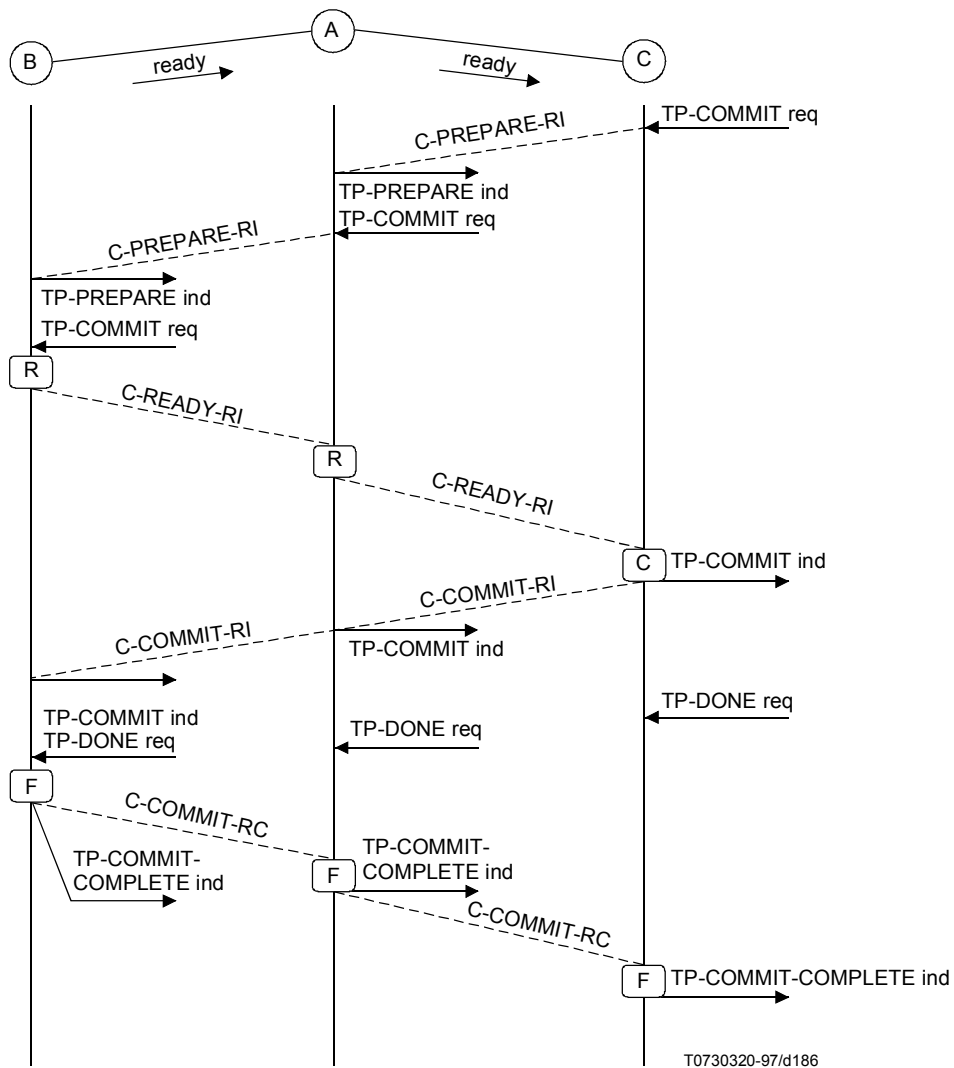 A
B
C
ready
ready
TP-COMMIT req
C-PREPARE-RI
TP-PREPARE ind
TP-COMMIT req
C-PREPARE-RI
TP-PREPARE ind
TP-COMMIT req
R
C-READY-RI
R
C-READY-RI
C
TP-COMMIT ind
C-COMMIT-RI
C-COMMIT-RI
TP-COMMIT ind
TP-COMMIT ind
TP-DONE req
TP-DONE req
TP-DONE req
F
C-COMMIT-RC
TP-COMMIT-
COMPLETE ind
F
TP-COMMIT-
COMPLETE ind
C-COMMIT-RC
F
TP-COMMIT-COMPLETE ind
T0730320-97/d186